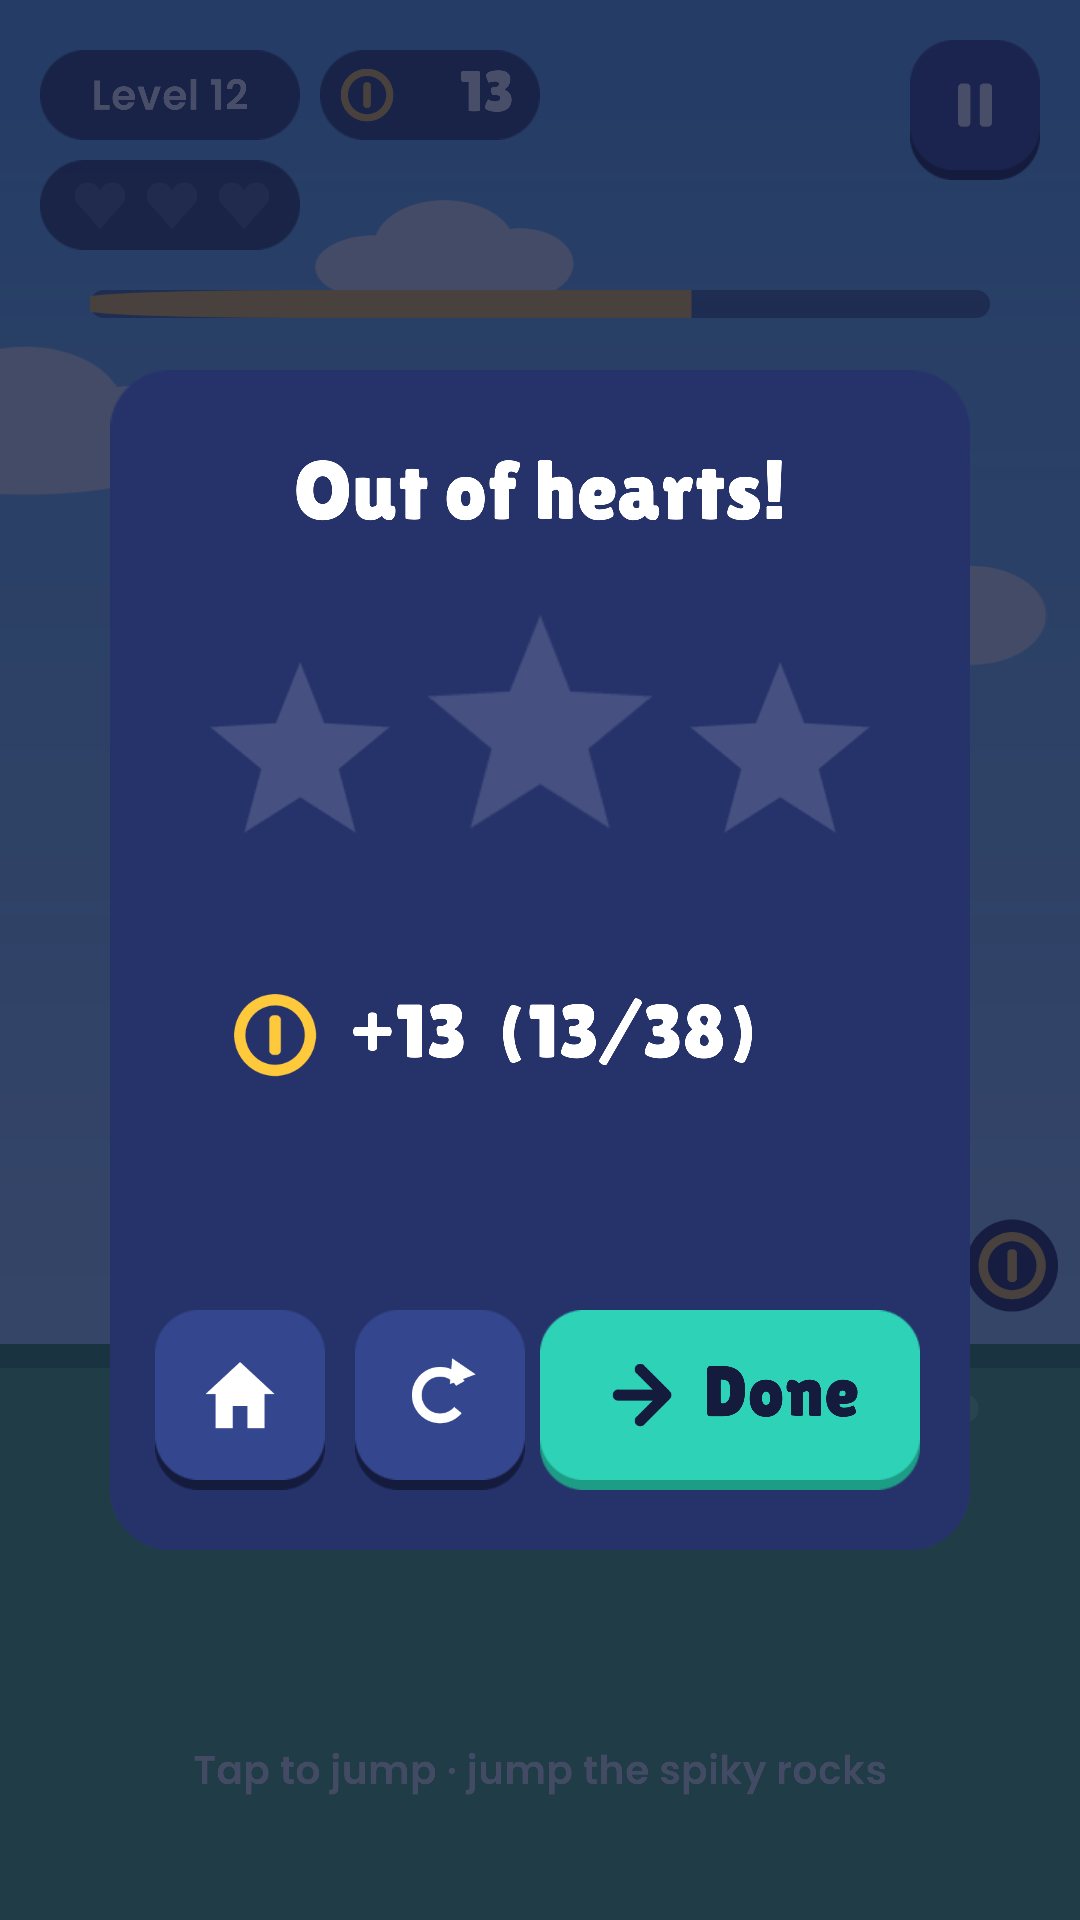 Level 12
13
Out of hearts!
+13 (13/38)
Done
Tap to jump · jump the spiky rocks